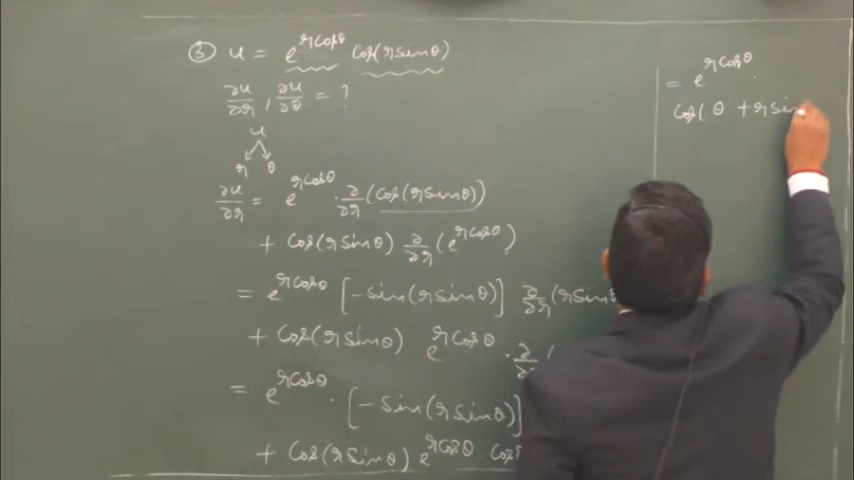 ③ u = e^{r cosθ} cos(r sinθ)
∂u/∂r , ∂u/∂θ = ?
u
r θ
∂u/∂r = e^{r cosθ} · ∂/∂r (cos(r sinθ))
+ cos(r sinθ) ∂/∂r (e^{r cosθ})
= e^{r cosθ} [-sin(r sinθ)] ∂/∂r (r sinθ
+ cos(r sinθ) e^{r cosθ} · ∂/∂r (
= e^{r cosθ} · [-sin(r sinθ)]
+ cos(r sinθ) e^{r cosθ} · cosθ
= e^{r cosθ} ·
cos( θ + r sin